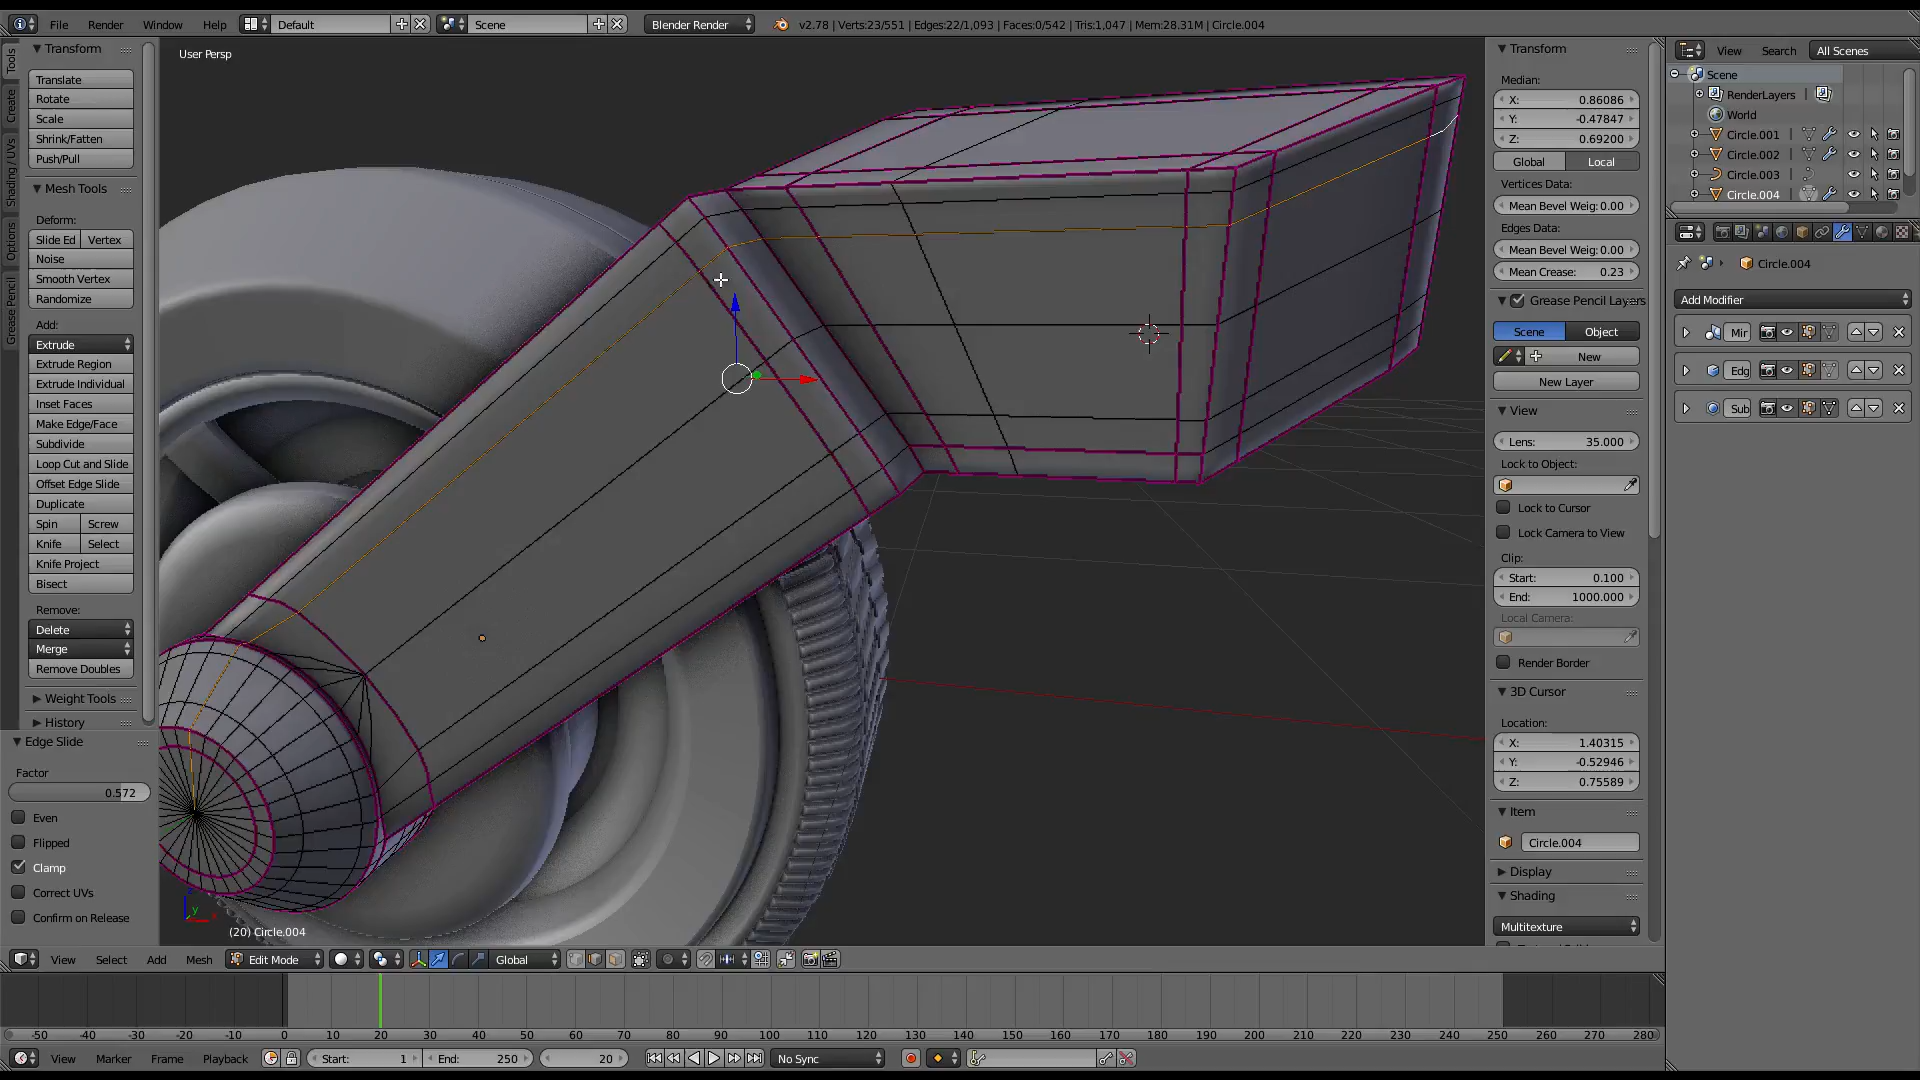 File Render Window Help Default Scene Blender Render v2.78 | Verts:23/551 | Edges:22/1,093 | Faces:0/542 | Tris:1,047 | Mem:28.31M | Circle.004
Tools
Create
Shading / UVs
Options
Grease Pencil
Transform
Translate
Rotate
Scale
Shrink/Fatten
Push/Pull
Mesh Tools
Deform:
Slide Ed Vertex
Noise
Smooth Vertex
Randomize
Add:
Extrude
Extrude Region
Extrude Individual
Inset Faces
Make Edge/Face
Subdivide
Loop Cut and Slide
Offset Edge Slide
Duplicate
Spin Screw
Knife Select
Knife Project
Bisect
Remove:
Delete
Merge
Remove Doubles
Weight Tools
History
Edge Slide
Factor
0.572
Even
Flipped
Clamp
Correct UVs
Confirm on Release
User Persp
z
y
x
(20) Circle.004
Transform
Median:
X: 0.86086
Y: -0.47847
Z: 0.69200
Global Local
Vertices Data:
Mean Bevel Weig: 0.00
Edges Data:
Mean Bevel Weig: 0.00
Mean Crease: 0.23
Grease Pencil Layers
Scene Object
New
New Layer
View
Lens: 35.000
Lock to Object:
Lock to Cursor
Lock Camera to View
Clip:
Start: 0.100
End: 1000.000
Local Camera:
Render Border
3D Cursor
Location:
X: 1.40315
Y: -0.52946
Z: 0.75589
Item
Circle.004
Display
Shading
Multitexture
View Search All Scenes
Scene
RenderLayers
World
Circle.001
Circle.002
Circle.003
Circle.004
Circle.004
Add Modifier
Mir
Edg
Sub
View Select Add Mesh Edit Mode Global
-50 -40 -30 -20 -10 0 10 20 30 40 50 60 70 80 90 100 110 120 130 140 150 160 170 180 190 200 210 220 230 240 250 260 270 280
View Marker Frame Playback Start: 1 End: 250 20 No Sync